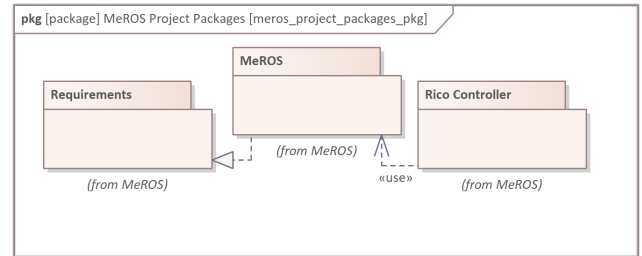 pkg [package] MeROS Project Packages [meros_project_packages_pkg]
MeROS
Requirements
Rico Controller
(from MeROS)
«use»
(from MeROS)
(from MeROS)